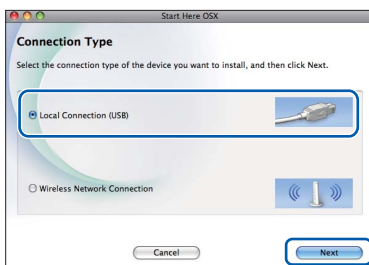 Start Here OSX
Connection Type
Select the connection type of the device you want to install, and then click Next.
Local Connection (USB)
Wireless Network Connection
Cancel
Next